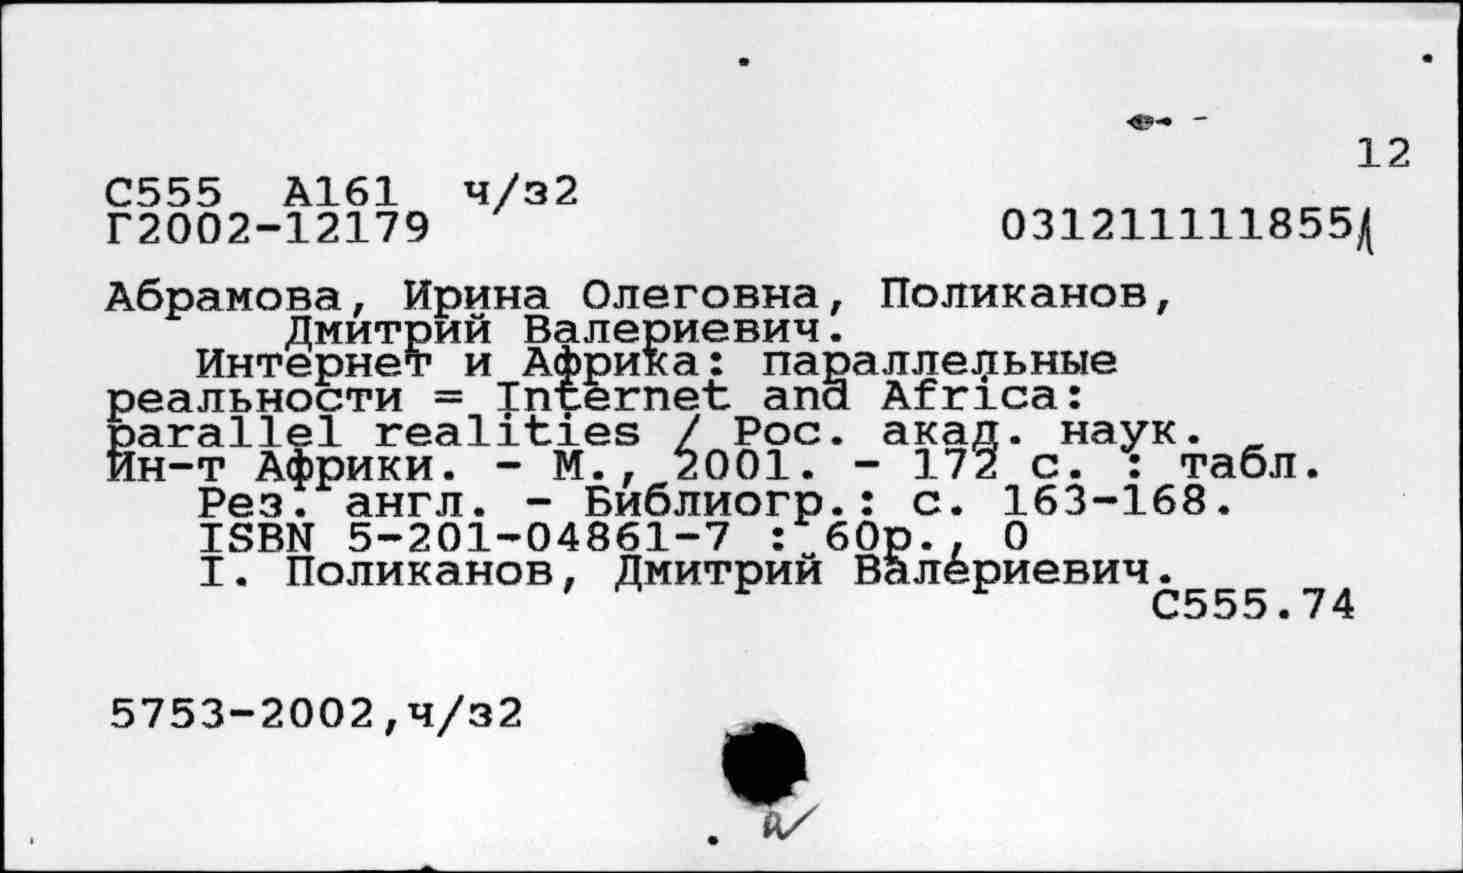 12
С555 А161 ч/з2
Г2002-12179 031211111855Д
Абрамова, Ирина Олеговна, Поликанов,
Дмитрий Валериевич.
Интернет и Африка: параллельные
реальности = Internet and Africa:
parallel realities / Рос. акад. наук.
Ин-т Африки. - М., 2001. - 172 с. : табл.
Рез. англ. - Библиогр.: с. 163-168.
ISBN 5-201-04861-7 : 60р., 0
I. Поликанов, Дмитрий Валериевич.
С555.74
5753-2002,ч/з2